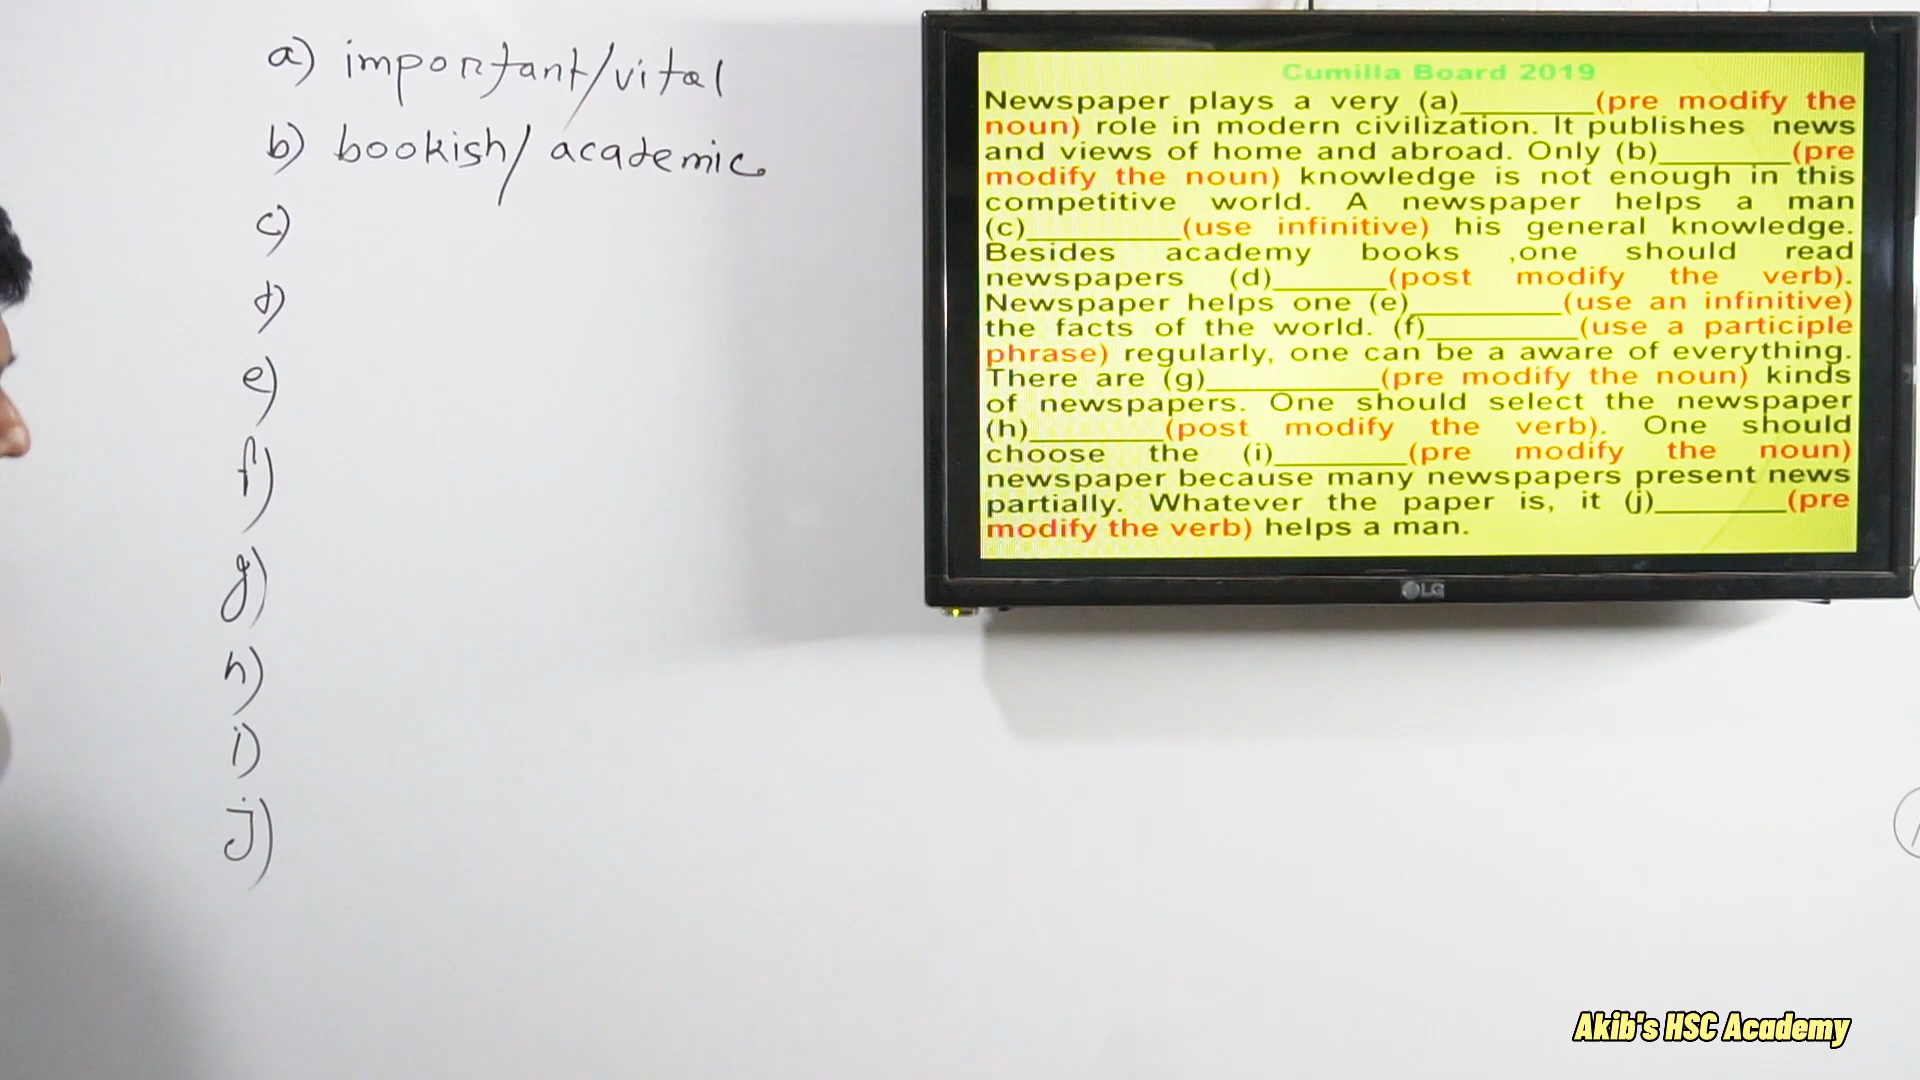 a) important/vital
b) bookish/ academic
c)
d)
e)
f)
g)
h)
i)
j)
Cumilla Board 2019
Newspaper plays a very (a)________(pre modify the
noun) role in modern civilization. It publishes news
and views of home and abroad. Only (b)________(pre
modify the noun) knowledge is not enough in this
competitive world. A newspaper helps a man
(c)_________(use infinitive) his general knowledge.
Besides academy books ,one should read
newspapers (d)_______(post modify the verb).
Newspaper helps one (e)_________(use an infinitive)
the facts of the world. (f)_________(use a participle
phrase) regularly, one can be a aware of everything.
There are (g)__________(pre modify the noun) kinds
of newspapers. One should select the newspaper
(h)________(post modify the verb). One should
choose the (i)________(pre modify the noun)
newspaper because many newspapers present news
partially. Whatever the paper is, it (j)________(pre
modify the verb) helps a man.
LG
Akib's HSC Academy